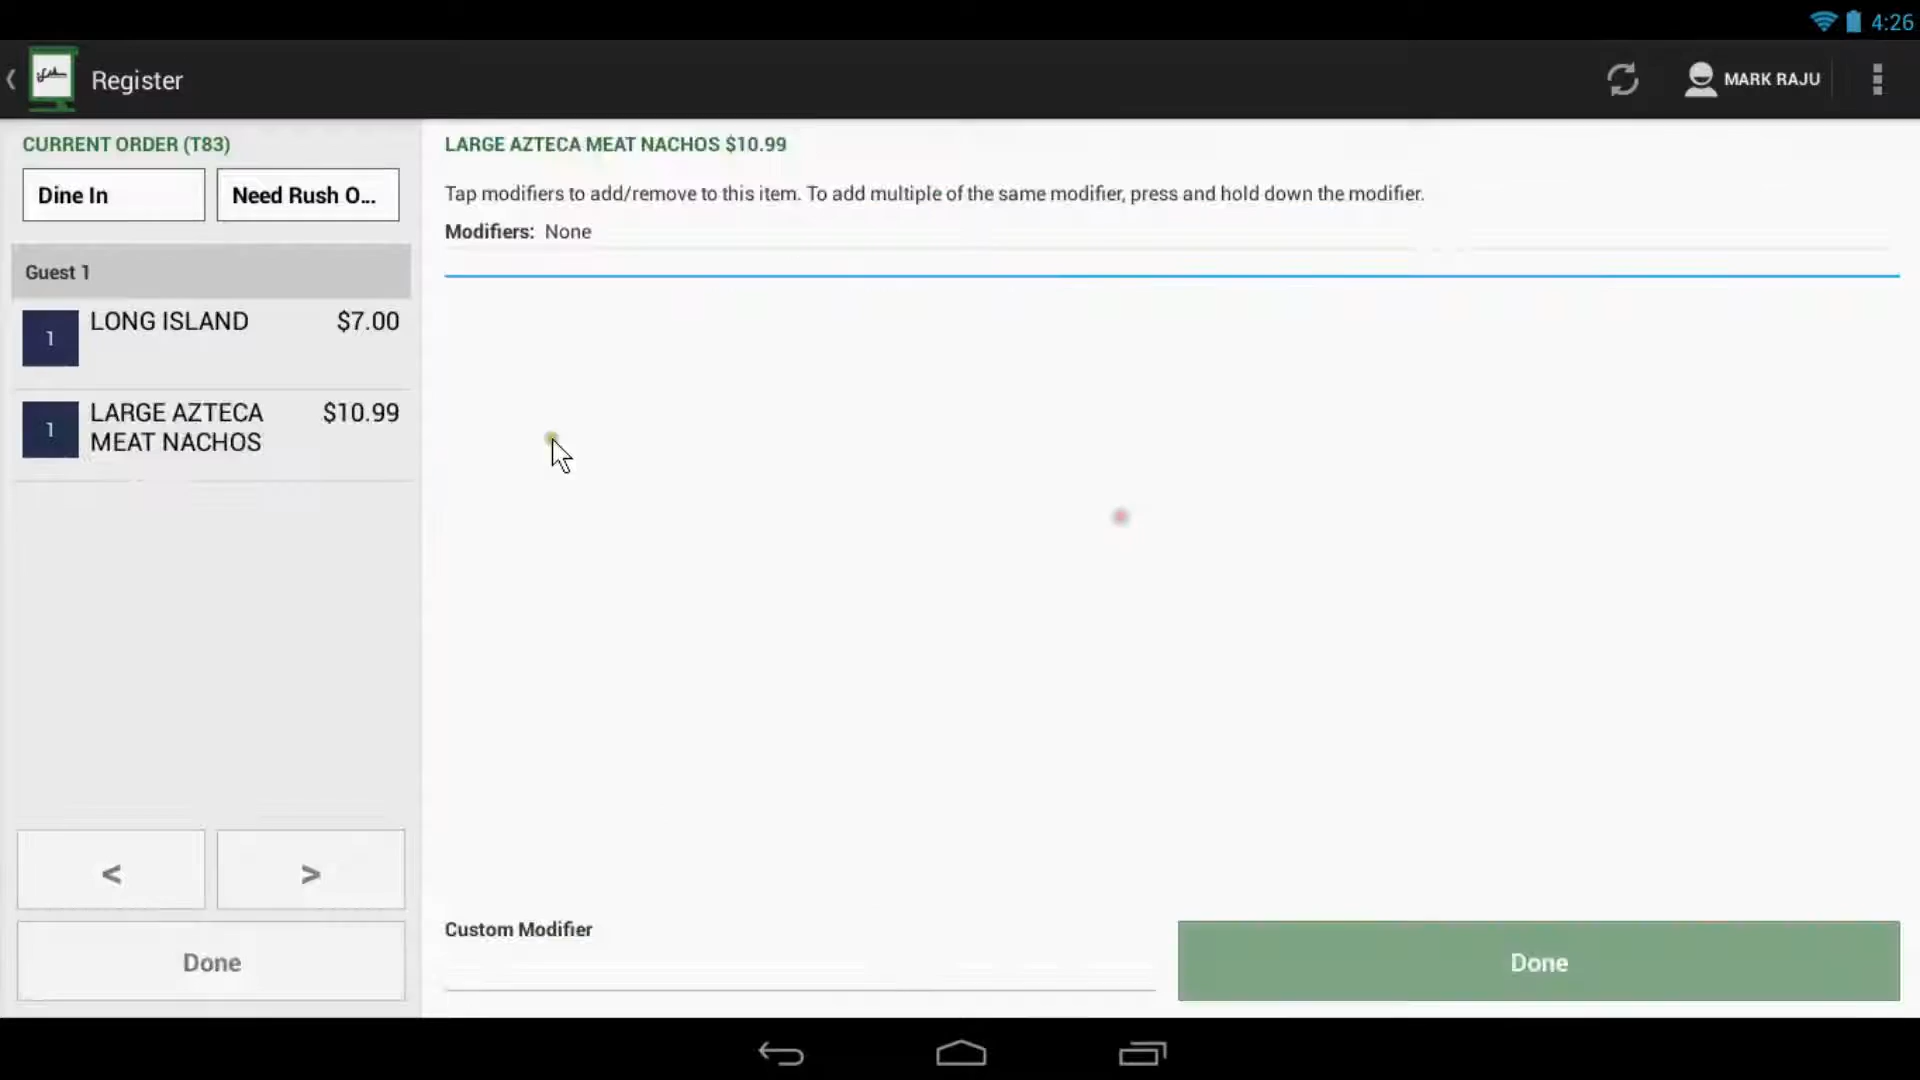 4:26
Register
MARK RAJU
CURRENT ORDER (T83)
Dine In
Need Rush O...
Guest 1
1
LONG ISLAND
$7.00
1
LARGE AZTECA
MEAT NACHOS
$10.99
<
>
Done
LARGE AZTECA MEAT NACHOS $10.99
Tap modifiers to add/remove to this item. To add multiple of the same modifier, press and hold down the modifier.
Modifiers: None
Custom Modifier
Done